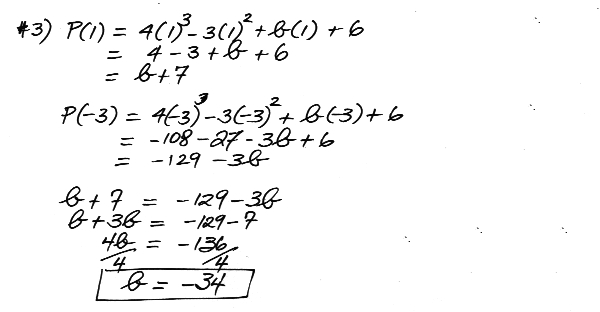 #3) P(1) = 4(1)³ - 3(1)² + b(1) + 6
= 4 - 3 + b + 6
= b + 7
P(-3) = 4(-3)³ - 3(-3)² + b(-3) + 6
= -108 - 27 - 3b + 6
= -129 - 3b
b + 7 = -129 - 3b
b + 3b = -129 - 7
4b/4 = -136/4
b = -34